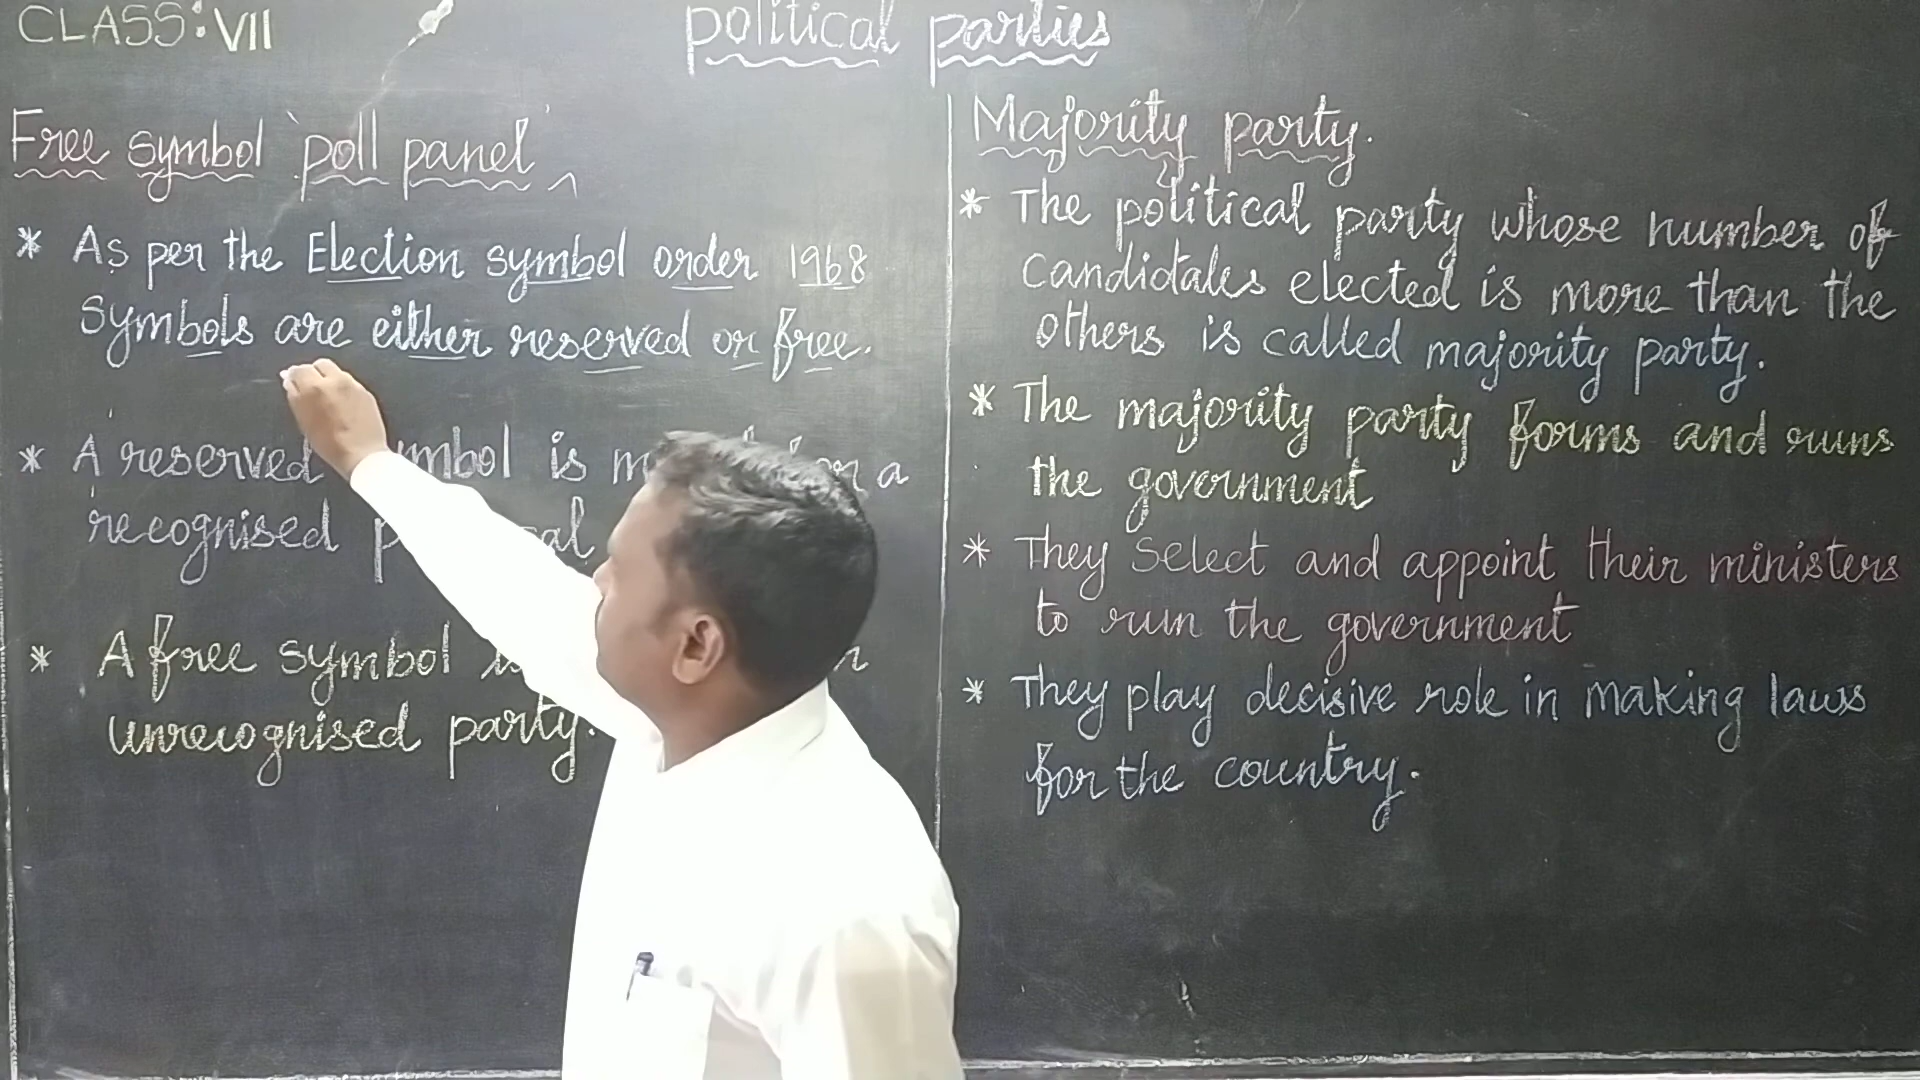 CLASS: VII
political parties
Free symbol 'poll panel'
* As per the Election symbol order 1968
Symbols are either reserved or free.
* A reserved symbol is a
recognised
* A free symbol
unrecognised party.
Majority party.
* The political party whose number of
candidates elected is more than the
others is called majority party.
* The majority party forms and runs
the government
* They select and appoint their ministers
to run the government
* They play decisive role in making laws
for the country.